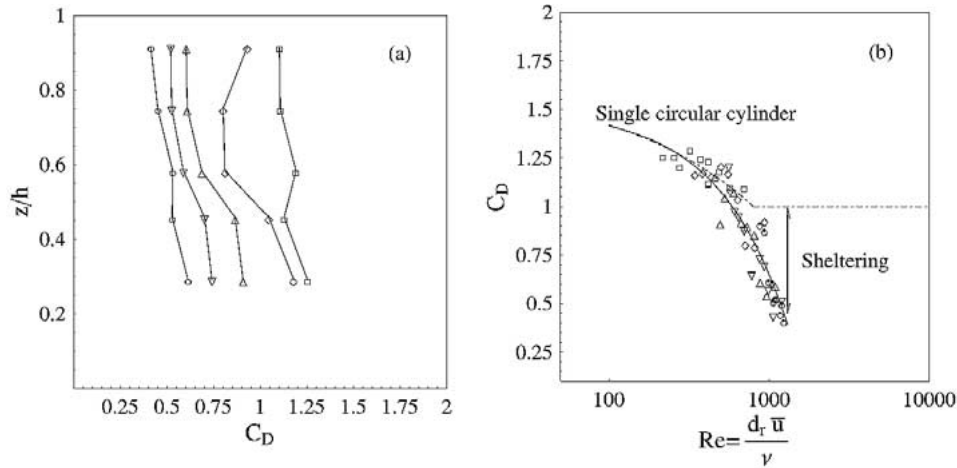 1
0.8
0.6
0.4
0.2
z/h
(a)
0.25 0.5 0.75 1 1.25 1.5 1.75 2
C_D
2
1.75
1.5
1.25
1
0.75
0.5
0.25
C_D
(b)
Single circular cylinder
Sheltering
100 1000 10000
Re= d_r u̅ / ν